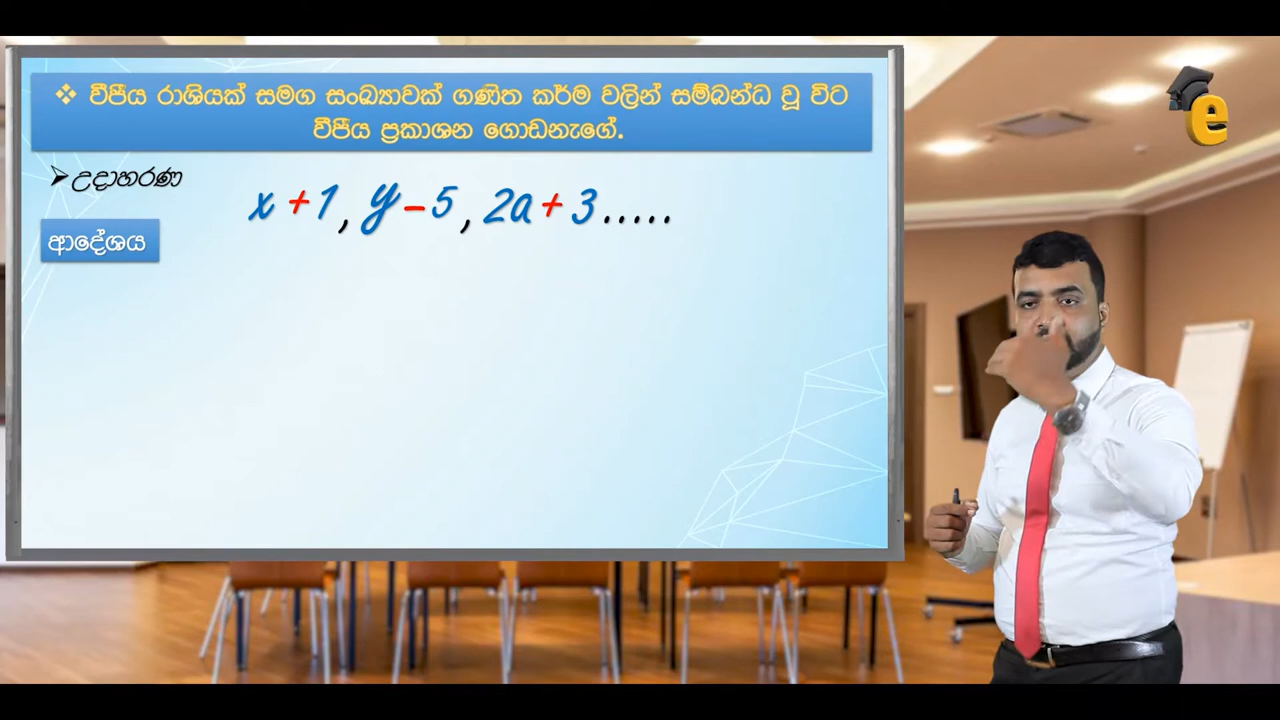 ❖ වීජීය රාශියක් සමග සංඛ්‍යාවක් ගණිත කර්ම වලින් සම්බන්ධ වූ විට
වීජීය ප්‍රකාශන ගොඩනැගේ.
➢උදාහරණ
x + 1, y – 5, 2a + 3.....
ආදේශය
e